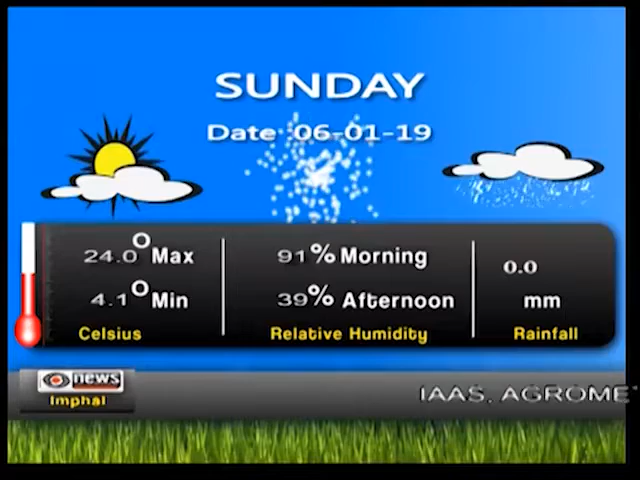 SUNDAY
Date 06-01-19
24.0° Max
91% Morning
0.0
4.1° Min
39% Afternoon
mm
Celsius
Relative Humidity
Rainfall
news
Imphal
IAAS, AGROMET